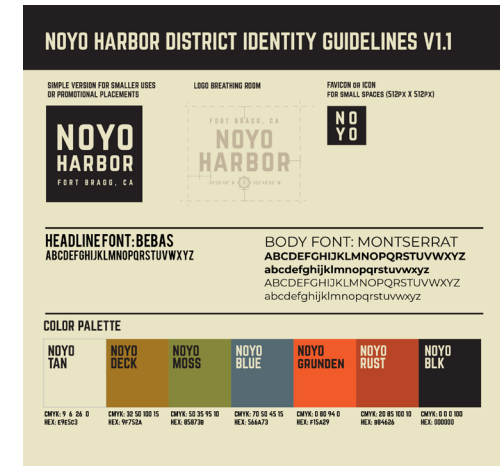 NOYO HARBOR DISTRICT IDENTITY GUIDELINES V1.1
SIMPLE VERSION FOR SMALLER USES
OR PROMOTIONAL PLACEMENTS
LOGO BREATHING ROOM
FAVICON OR ICON
FOR SMALL SPACES (512PX X 512PX)
NOYO
HARBOR
FORT BRAGG, CA
FORT BRAGG, CA
NOYO
HARBOR
NO
YO
HEADLINE FONT: BEBAS
ABCDEFGHIJKLMNOPQRSTUVWXYZ
BODY FONT: MONTSERRAT
ABCDEFGHIJKLMNOPQRSTUVWXYZ
abcdefghijklmnopqrstuvwxyz
ABCDEFGHIJKLMNOPQRSTUVWXYZ
abcdefghijklmnopqrstuvwxyz
COLOR PALETTE
NOYO
TAN
NOYO
DECK
NOYO
MOSS
NOYO
BLUE
NOYO
GRUNDEN
NOYO
RUST
NOYO
BLK
CMYK: 9 6 26 0
HEX: E9E5C3
CMYK: 32 50 100 15
HEX: 9F752A
CMYK: 50 35 95 10
HEX: 85873B
CMYK: 70 50 45 15
HEX: 566A73
CMYK: 0 80 94 0
HEX: F15A29
CMYK: 20 85 100 10
HEX: BB4626
CMYK: 0 0 0 100
HEX: 000000